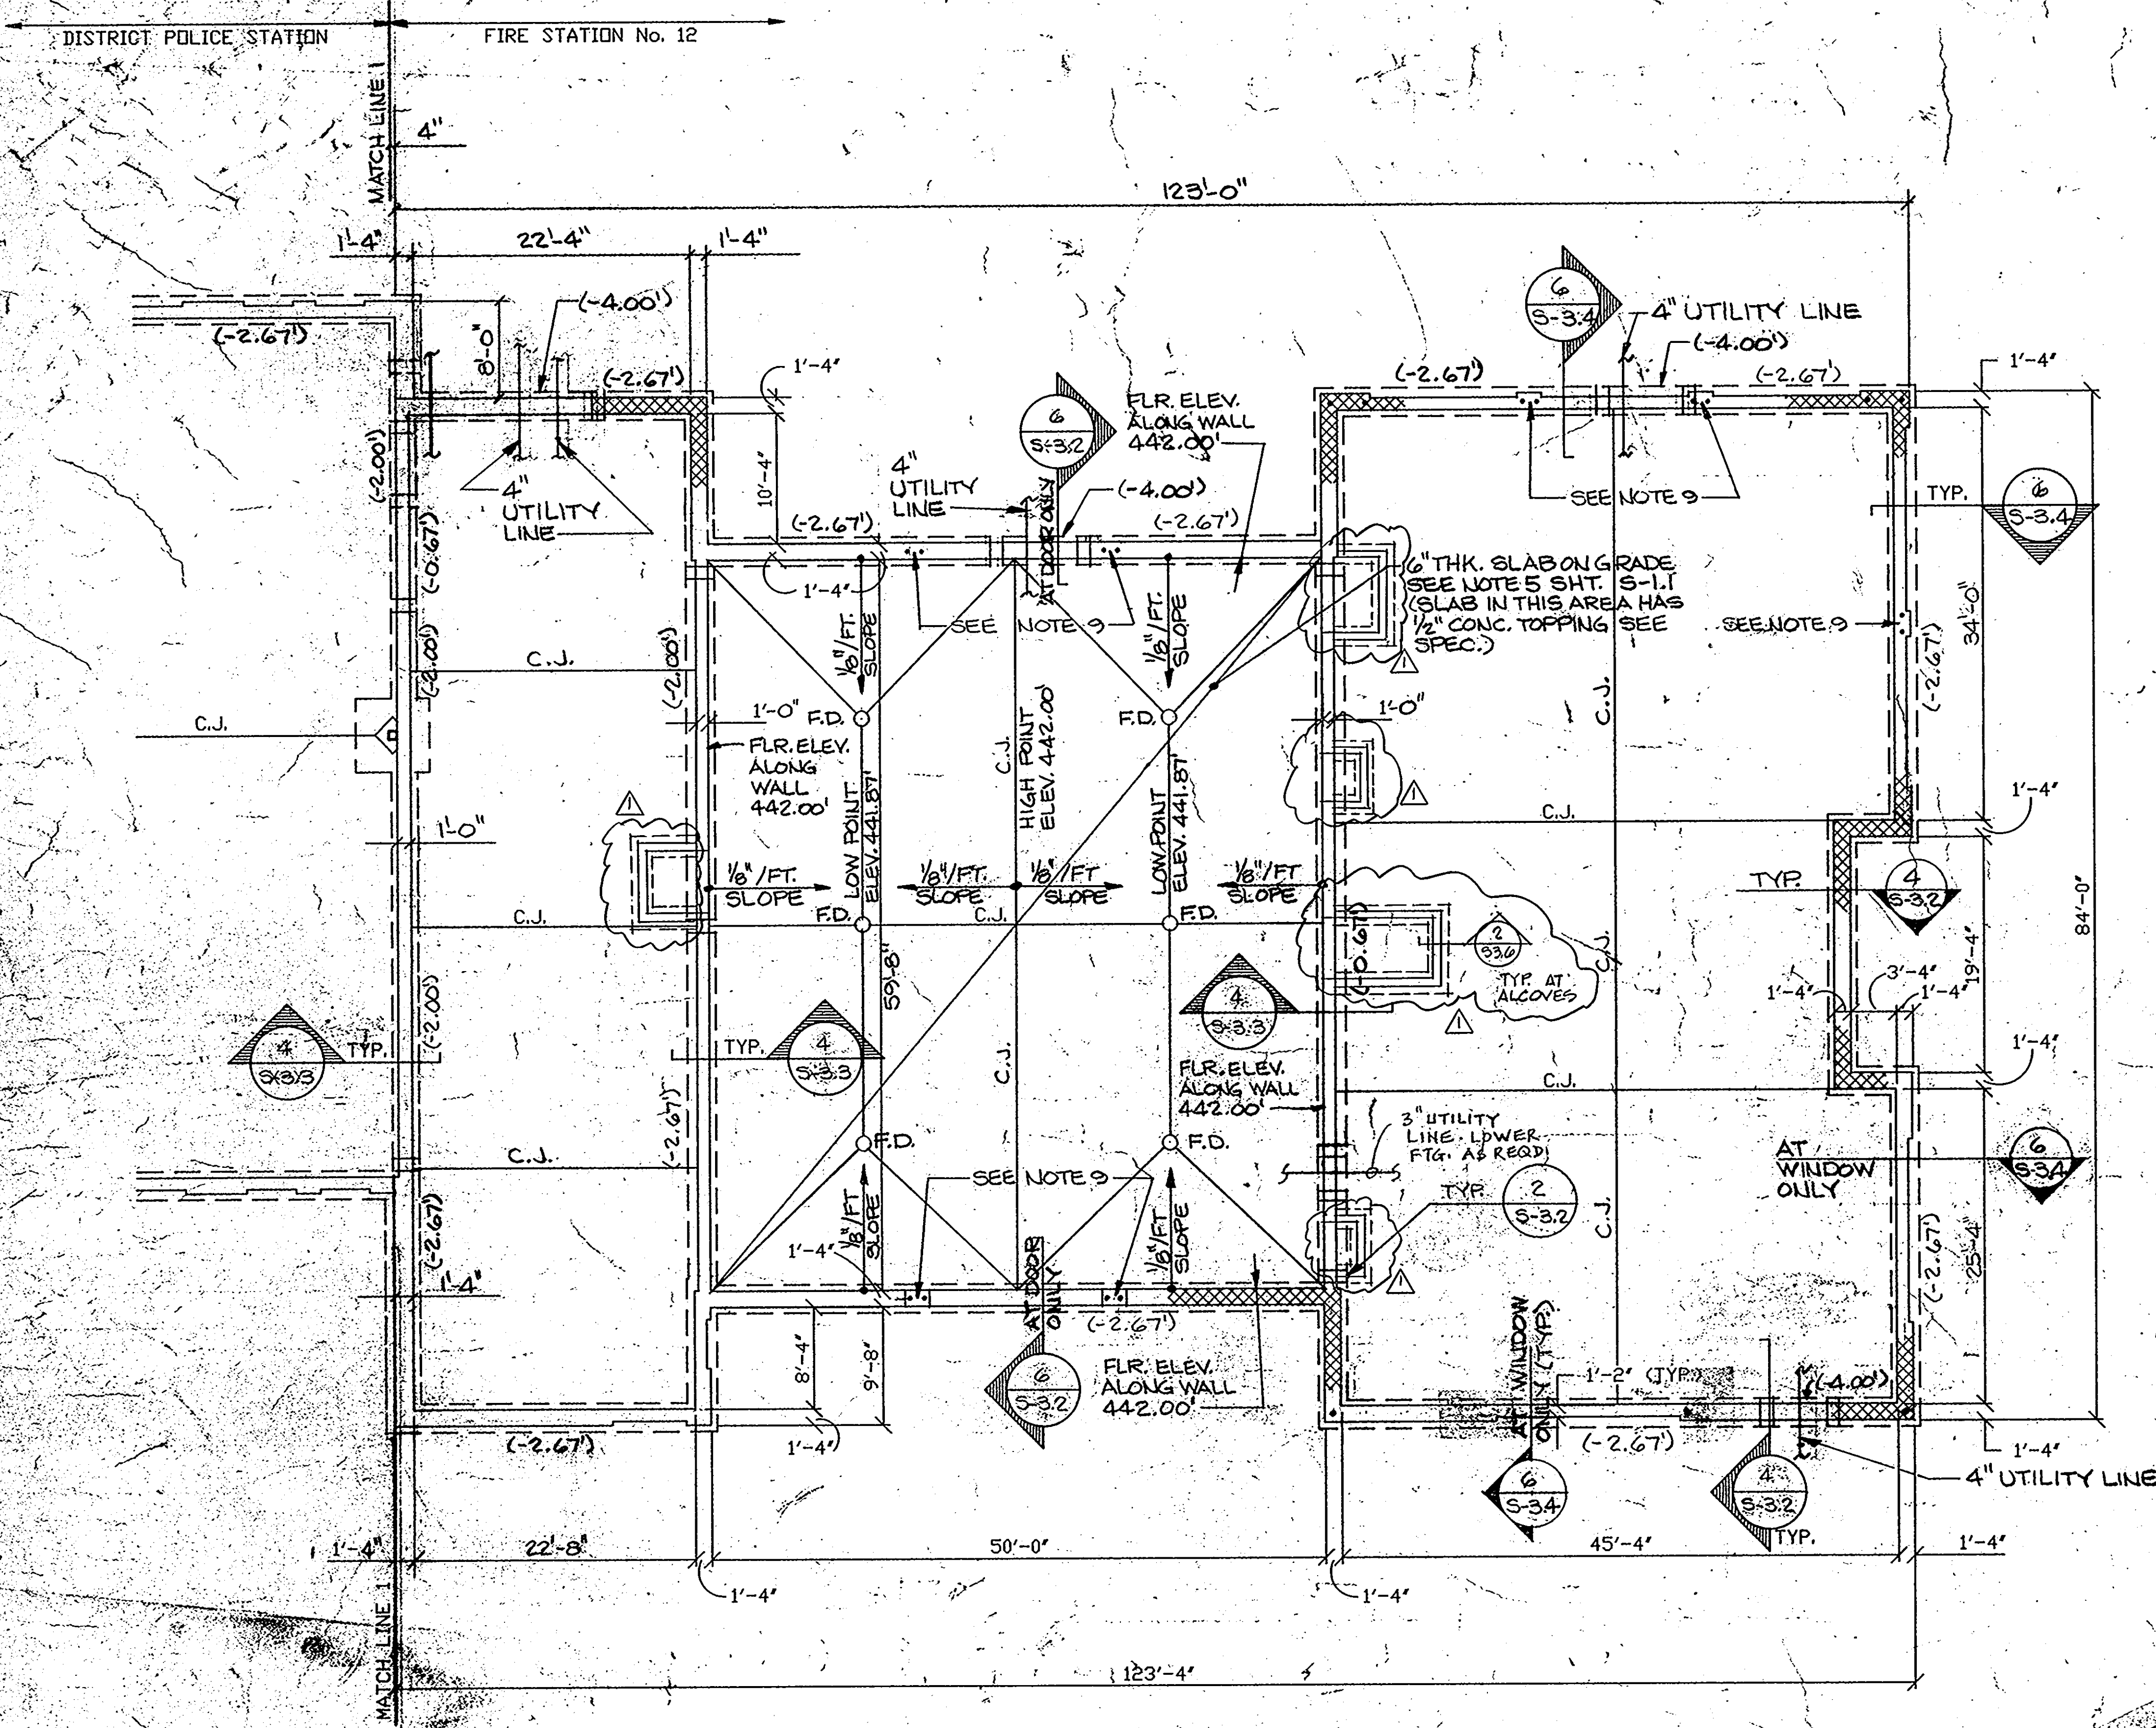 DISTRICT POLICE STATION
FIRE STATION No. 12
MATCH LINE 1
4"
123'-0"
1'-4"
22'-4"
1'-4"
(-4.00')
(-2.67')
8'-0"
(-2.67')
1'-4"
6
S-3.4
4" UTILITY LINE
(-4.00')
(-2.67')
(-2.67')
1'-4"
FLR. ELEV.
ALONG WALL
442.00'
6
S-3.2
(-2.00')
4"
UTILITY
LINE
10'-4"
4"
UTILITY
LINE
AT DOOR ONLY
(-4.00')
(-2.67')
(-2.67')
SEE NOTE 9
TYP.
6
S-3.4
(-0.67')
1'-4"
6" THK. SLAB ON GRADE
SEE NOTE 5 SHT. S-1.1
(SLAB IN THIS AREA HAS
1/2" CONC. TOPPING SEE
SPEC.)
SEE NOTE 9
34'-0"
SEE NOTE 9
1/8"/FT.
SLOPE
1/8"/FT.
SLOPE
1
(-2.00')
C.J.
(-2.00')
(-2.67')
C.J.
C.J.
1'-0"
F.D.
F.D.
1'-0"
FLR. ELEV.
ALONG
WALL
442.00'
C.J.
HIGH POINT
ELEV. 442.00'
LOW POINT
ELEV. 441.87'
LOW POINT
ELEV. 441.87'
1
1
1'-4"
C.J.
1'-0"
1/8"/FT.
SLOPE
1/8"/FT.
SLOPE
1/8"/FT
SLOPE
1/8"/FT
SLOPE
TYP.
4
S-3.2
84'-0"
C.J.
F.D.
C.J.
F.D.
(-0.67')
2
S3.6
TYP. AT
ALCOVES
C.J.
59'-8"
19'-4"
3'-4"
1'-4"
1'-4"
(-2.00')
4
S-3.3
TYP.
TYP.
4
S-3.3
4
S-3.3
1
1'-4"
C.J.
FLR. ELEV.
ALONG WALL
442.00'
C.J.
(-2.67')
3" UTILITY
LINE. LOWER
FTG. AS REQD.
F.D.
F.D.
C.J.
AT
WINDOW
ONLY
6
S-3.4
SEE NOTE 9
TYP.
2
S-3.2
C.J.
(-2.67')
1'-4"
1/8"/FT
SLOPE
1/8"/FT
SLOPE
1'-4"
AT DOOR
ONLY
1
(-2.67')
25'-4"
(-2.67')
8'-4"
9'-8"
6
S-3.2
FLR. ELEV.
ALONG WALL
442.00'
AT WINDOW
ONLY (TYP.)
1'-2" (TYP.)
(-4.00')
(-2.67')
1'-4"
(-2.67')
1'-4"
6
S-3.4
4
S-3.2
TYP.
4" UTILITY LINE
1'-4"
22'-8"
50'-0"
45'-4"
1'-4"
1'-4"
1'-4"
MATCH LINE 1
123'-4"